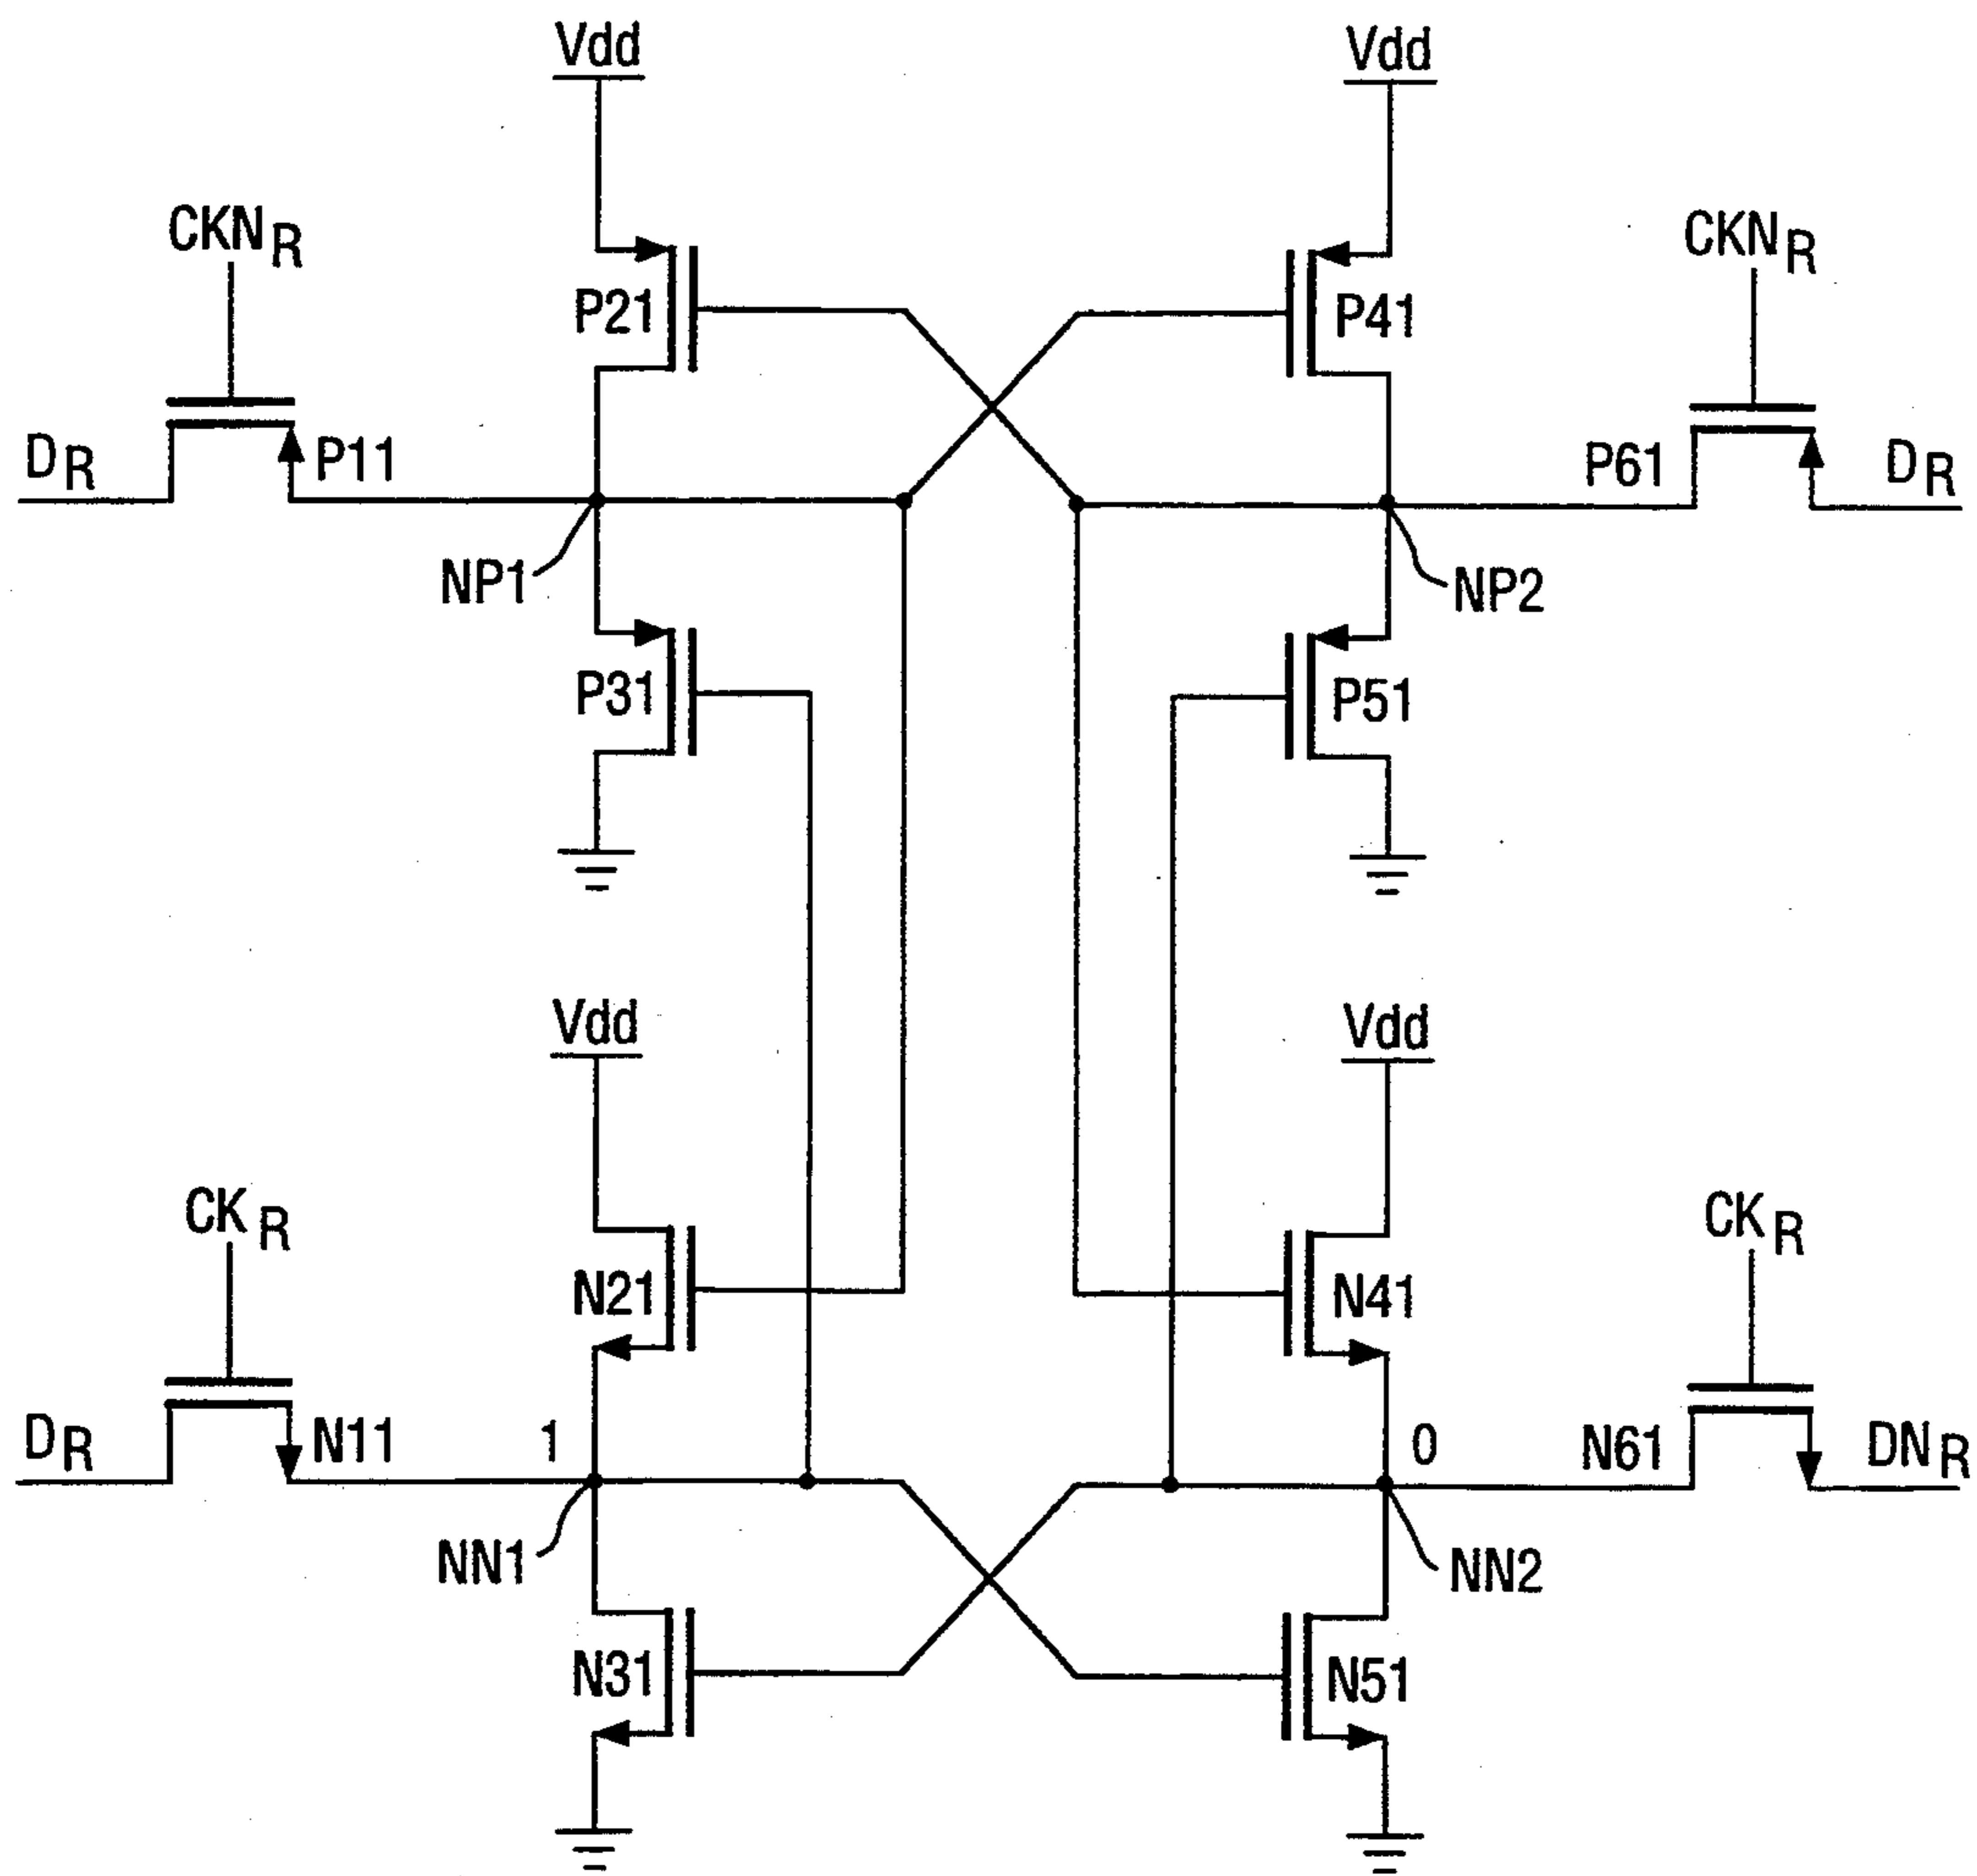 Vdd
Vdd
CKNR
CKNR
P21
P41
DR
P11
P61
DR
NP1
NP2
P31
P51
Vdd
Vdd
CKR
CKR
N21
N41
DR
N11
1
0
N61
DNR
NN1
NN2
N31
N51